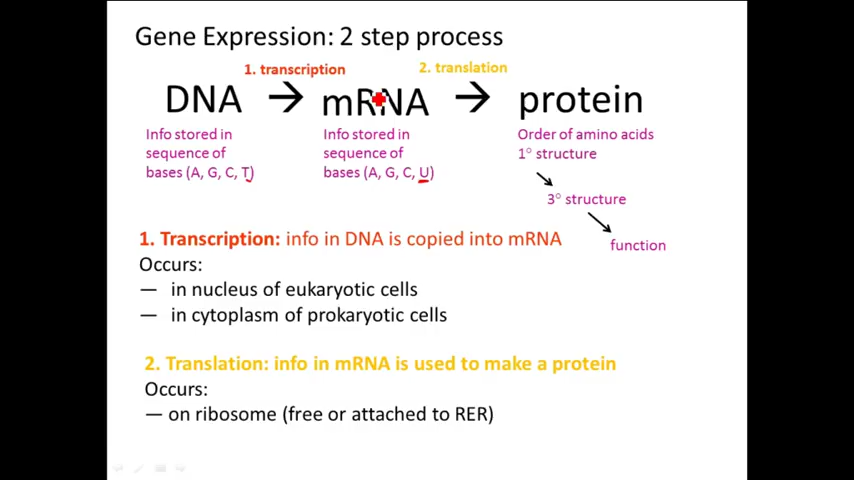 Gene Expression: 2 step process
1. transcription
2. translation
DNA → mRNA → protein
Info stored in
sequence of
bases (A, G, C, T)
Info stored in
sequence of
bases (A, G, C, U)
Order of amino acids
1° structure
3° structure
function
1. Transcription: info in DNA is copied into mRNA
Occurs:
— in nucleus of eukaryotic cells
— in cytoplasm of prokaryotic cells
2. Translation: info in mRNA is used to make a protein
Occurs:
— on ribosome (free or attached to RER)